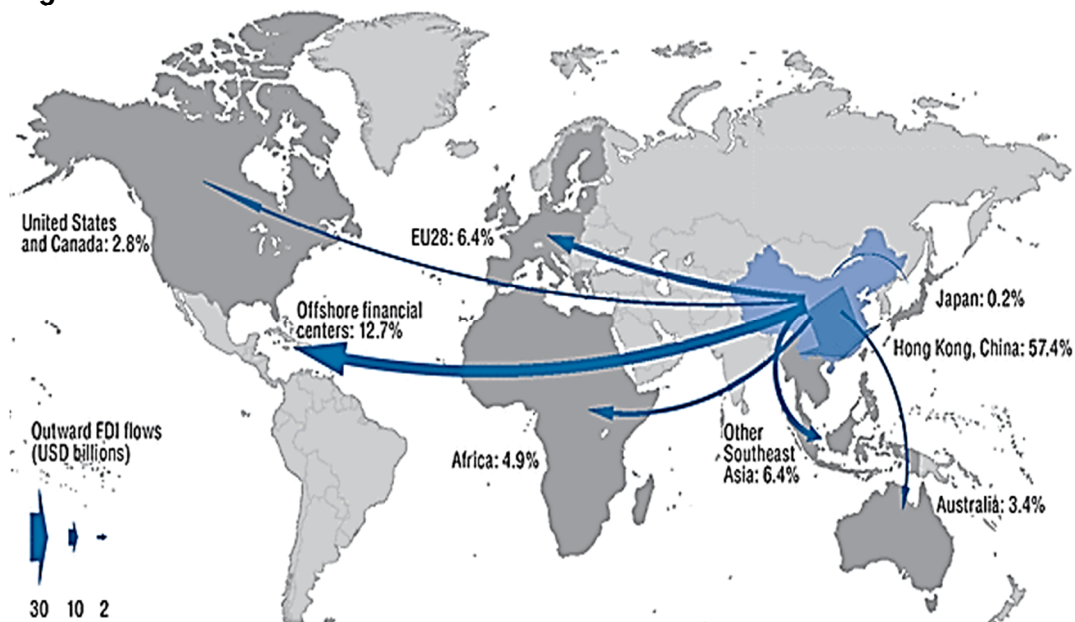 United States
and Canada: 2.8%
EU28: 6.4%
Offshore financial
centers: 12.7%
Japan: 0.2%
Hong Kong, China: 57.4%
Outward FDI flows
(USD billions)
Africa: 4.9%
Other
Southeast
Asia: 6.4%
Australia: 3.4%
30 10 2